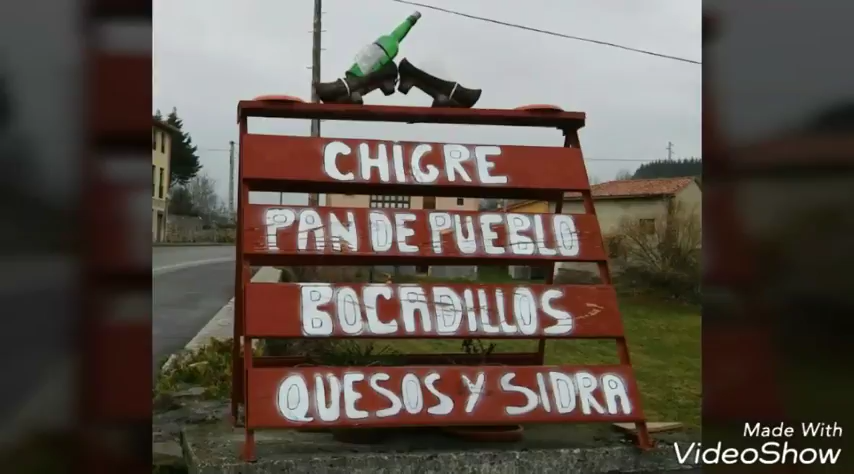 CHIGRE
PAN DE PUEBLO
BOCADILLOS
QUESOS Y SIDRA
Made With
VideoShow